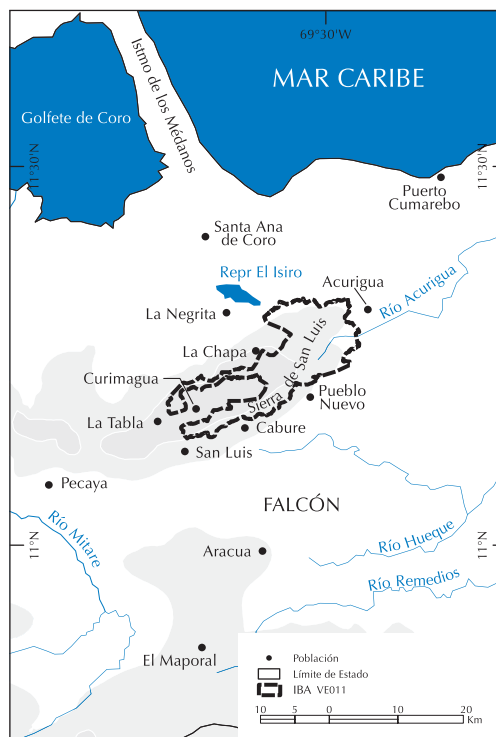 69°30'W
MAR CARIBE
Istmo de los Médanos
Golfete de Coro
11°30'N
11°30'N
Puerto
Cumarebo
Santa Ana
de Coro
Repr El Isiro
Acurigua
Río Acurigua
La Negrita
La Chapa
Sierra de San Luis
Curimagua
Pueblo
Nuevo
La Tabla
Cabure
San Luis
Pecaya
FALCÓN
Río Mitare
11°N
11°N
Aracua
Río Hueque
Río Remedios
El Maporal
Población
Límite de Estado
IBA VE011
10 5 0 10 20
Km